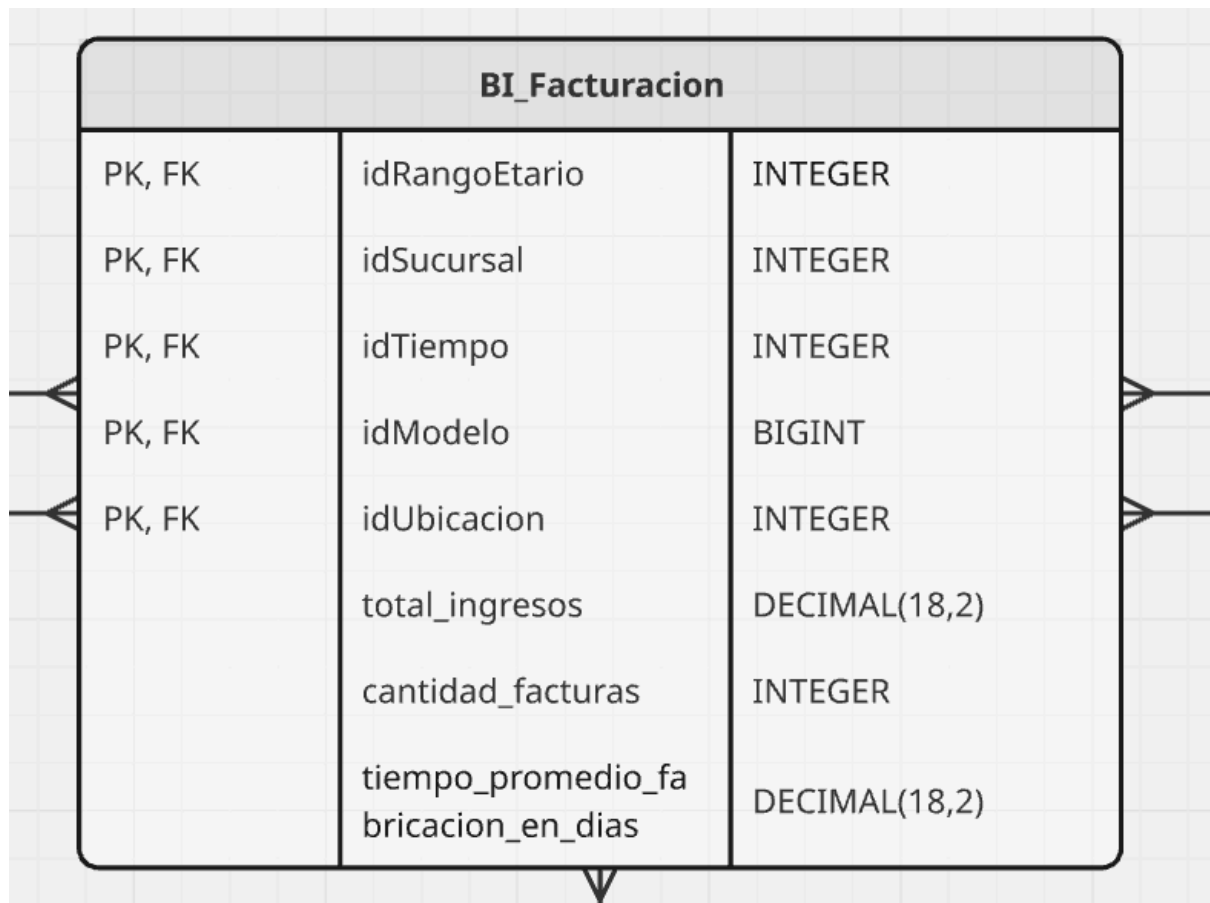 BI_Facturacion
PK, FK idRangoEtario INTEGER
PK, FK idSucursal INTEGER
PK, FK idTiempo INTEGER
PK, FK idModelo BIGINT
PK, FK idUbicacion INTEGER
total_ingresos DECIMAL(18,2)
cantidad_facturas INTEGER
tiempo_promedio_fa
bricacion_en_dias DECIMAL(18,2)